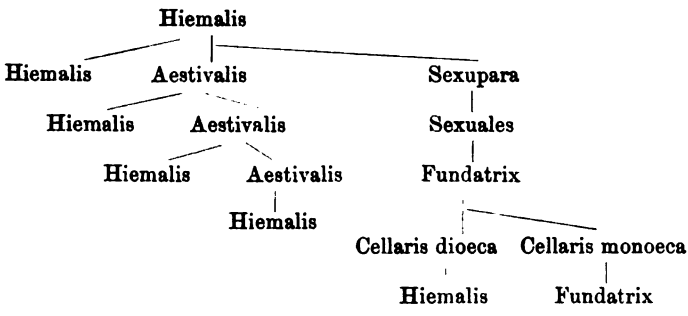 Hiemalis
Hiemalis Aestivalis Sexupara
Hiemalis Aestivalis Sexuales
Hiemalis Aestivalis Fundatrix
Hiemalis
Cellaris dioeca Cellaris monoeca
Hiemalis Fundatrix